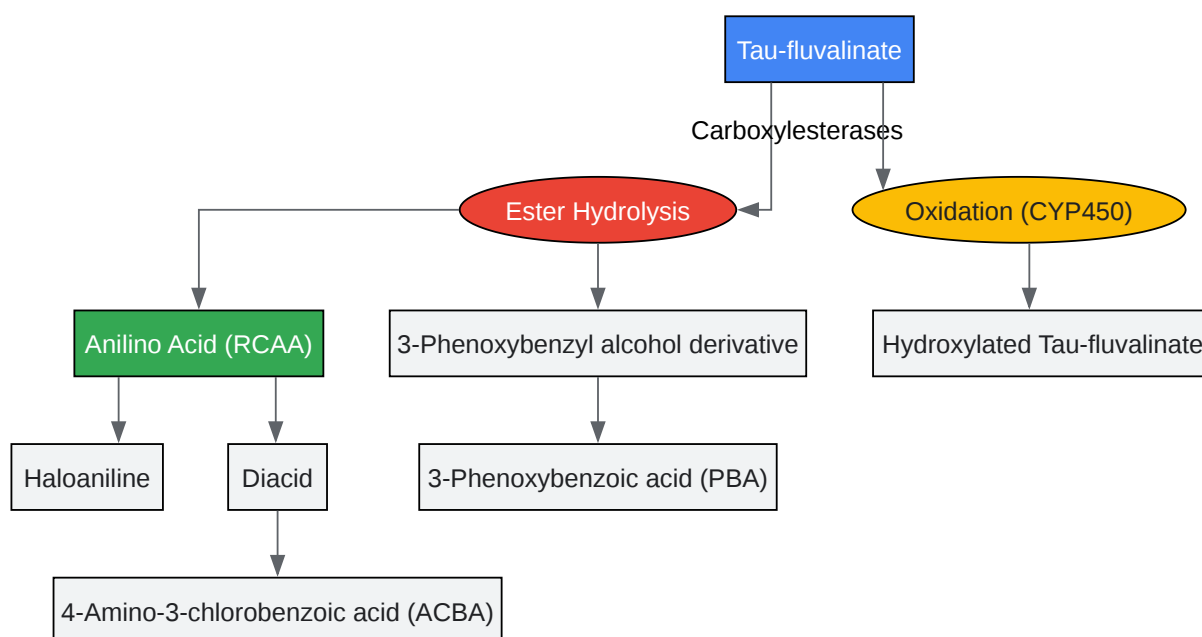 Tau-fluvalinate
Carboxylesterases
Ester Hydrolysis
Oxidation (CYP450)
Anilino Acid (RCAA)
3-Phenoxybenzyl alcohol derivative
Hydroxylated Tau-fluvalinate
Haloaniline
Diacid
3-Phenoxybenzoic acid (PBA)
4-Amino-3-chlorobenzoic acid (ACBA)